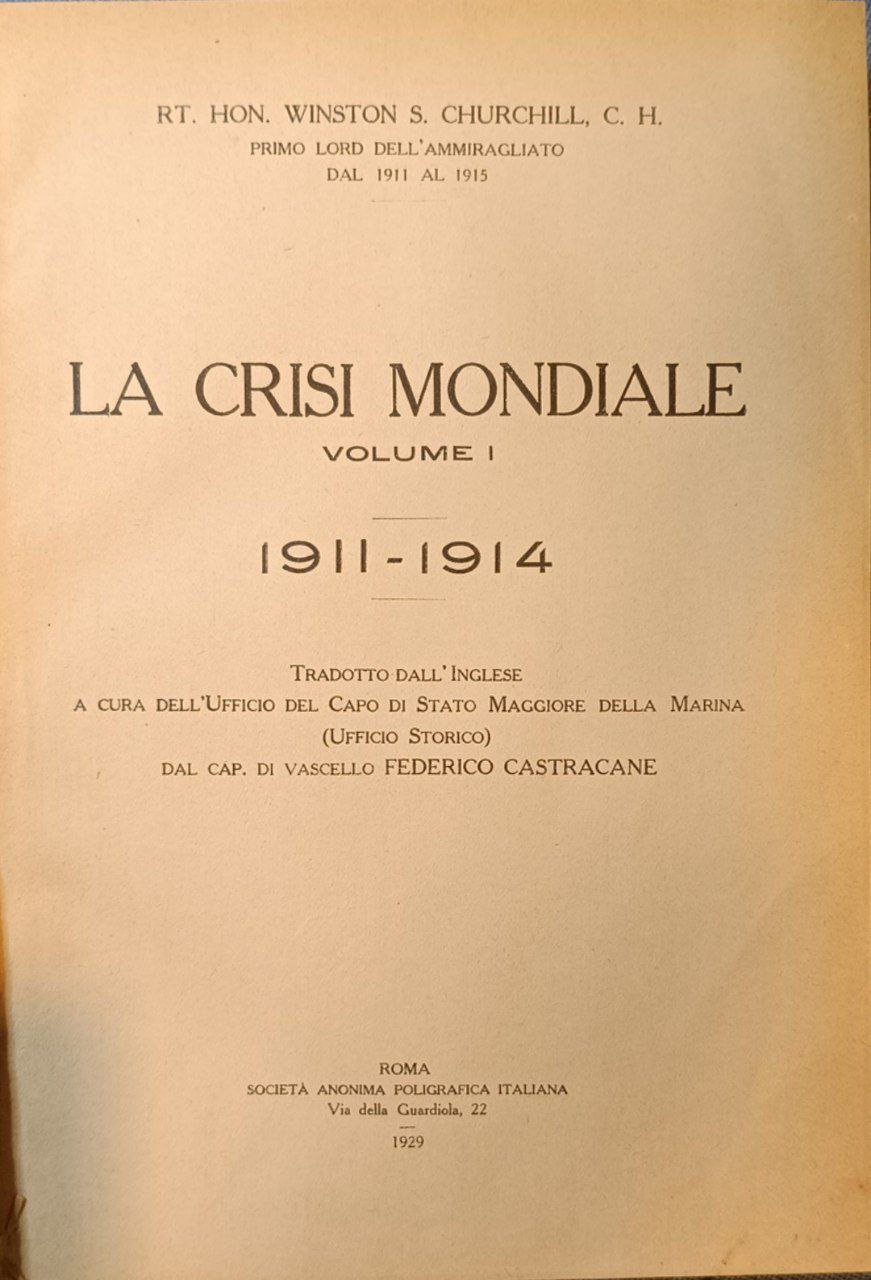 RT. HON. WINSTON S. CHURCHILL, C. H.
PRIMO LORD DELL'AMMIRAGLIATO
DAL 1911 AL 1915
LA CRISI MONDIALE
VOLUME I
1911-1914
TRADOTTO DALL'INGLESE
A CURA DELL'UFFICIO DEL CAPO DI STATO MAGGIORE DELLA MARINA
(UFFICIO STORICO)
DAL CAP. DI VASCELLO FEDERICO CASTRACANE
ROMA
SOCIETÀ ANONIMA POLIGRAFICA ITALIANA
Via della Guardiola, 22
1929